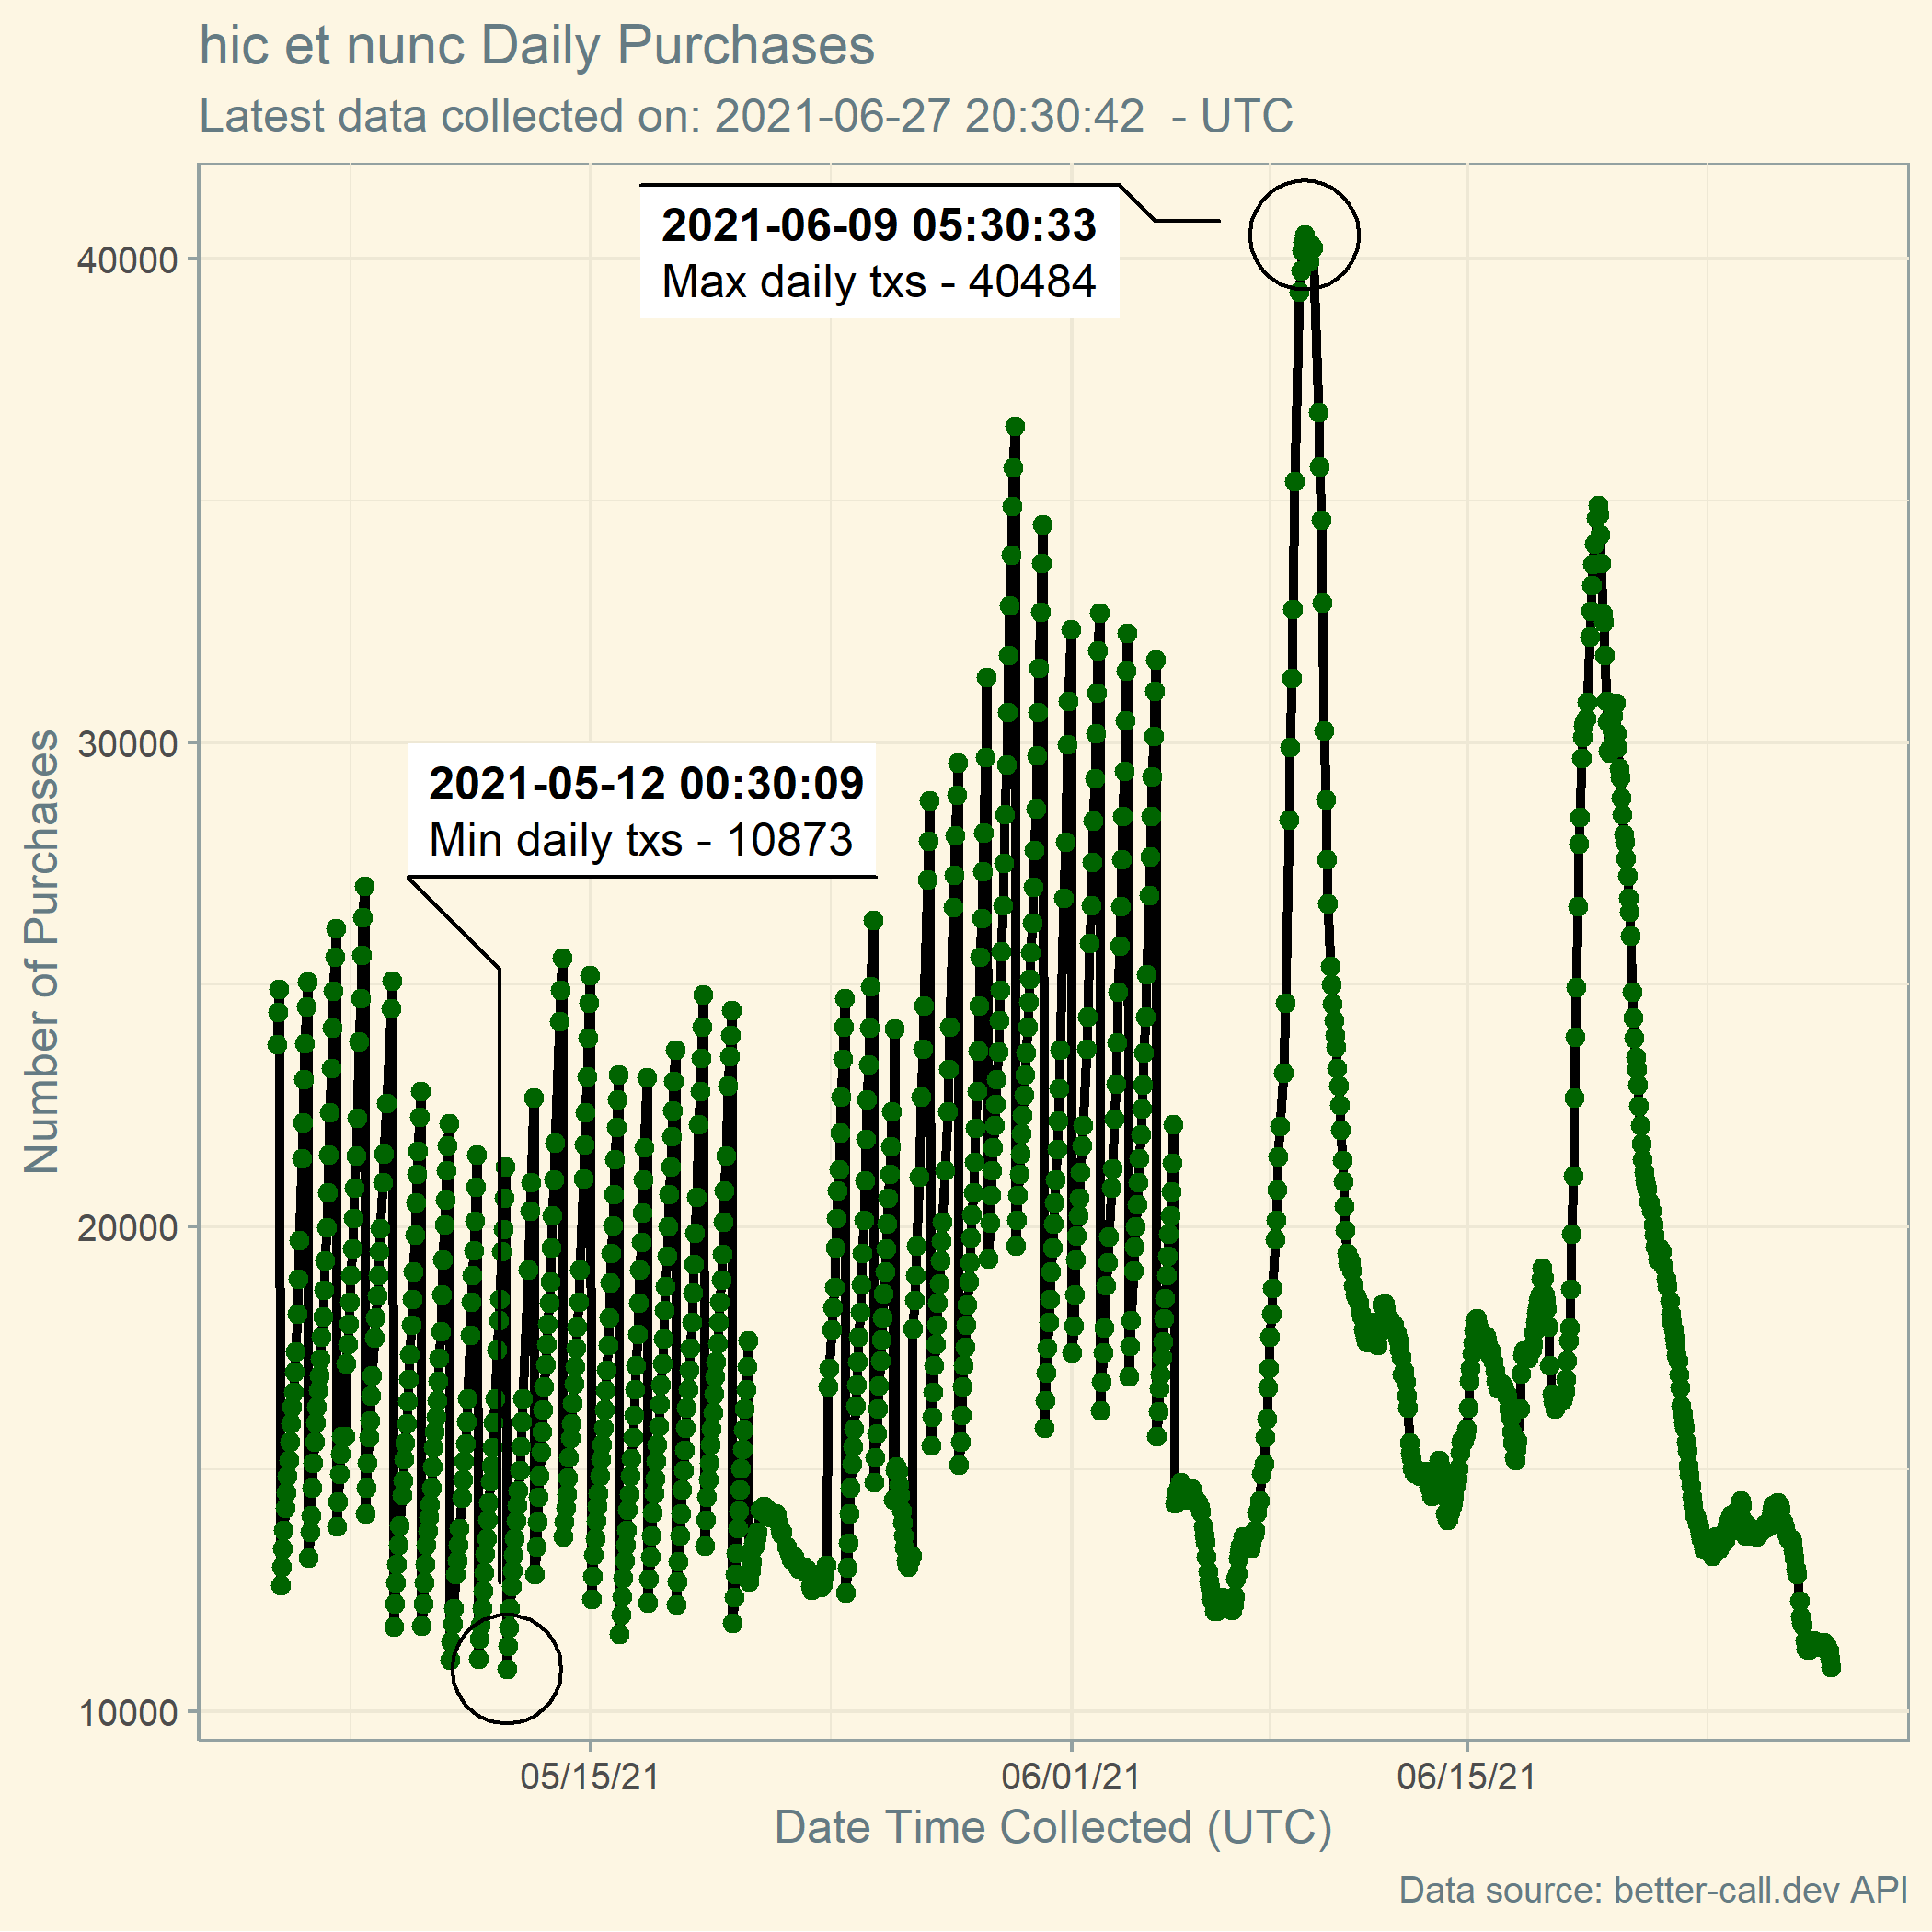 hic et nunc Daily Purchases
Latest data collected on: 2021-06-27 20:30:42  - UTC
2021-06-09 05:30:33
Max daily txs - 40484
2021-05-12 00:30:09
Min daily txs - 10873
Number of Purchases
40000
30000
20000
10000
05/15/21
06/01/21
06/15/21
Date Time Collected (UTC)
Data source: better-call.dev API